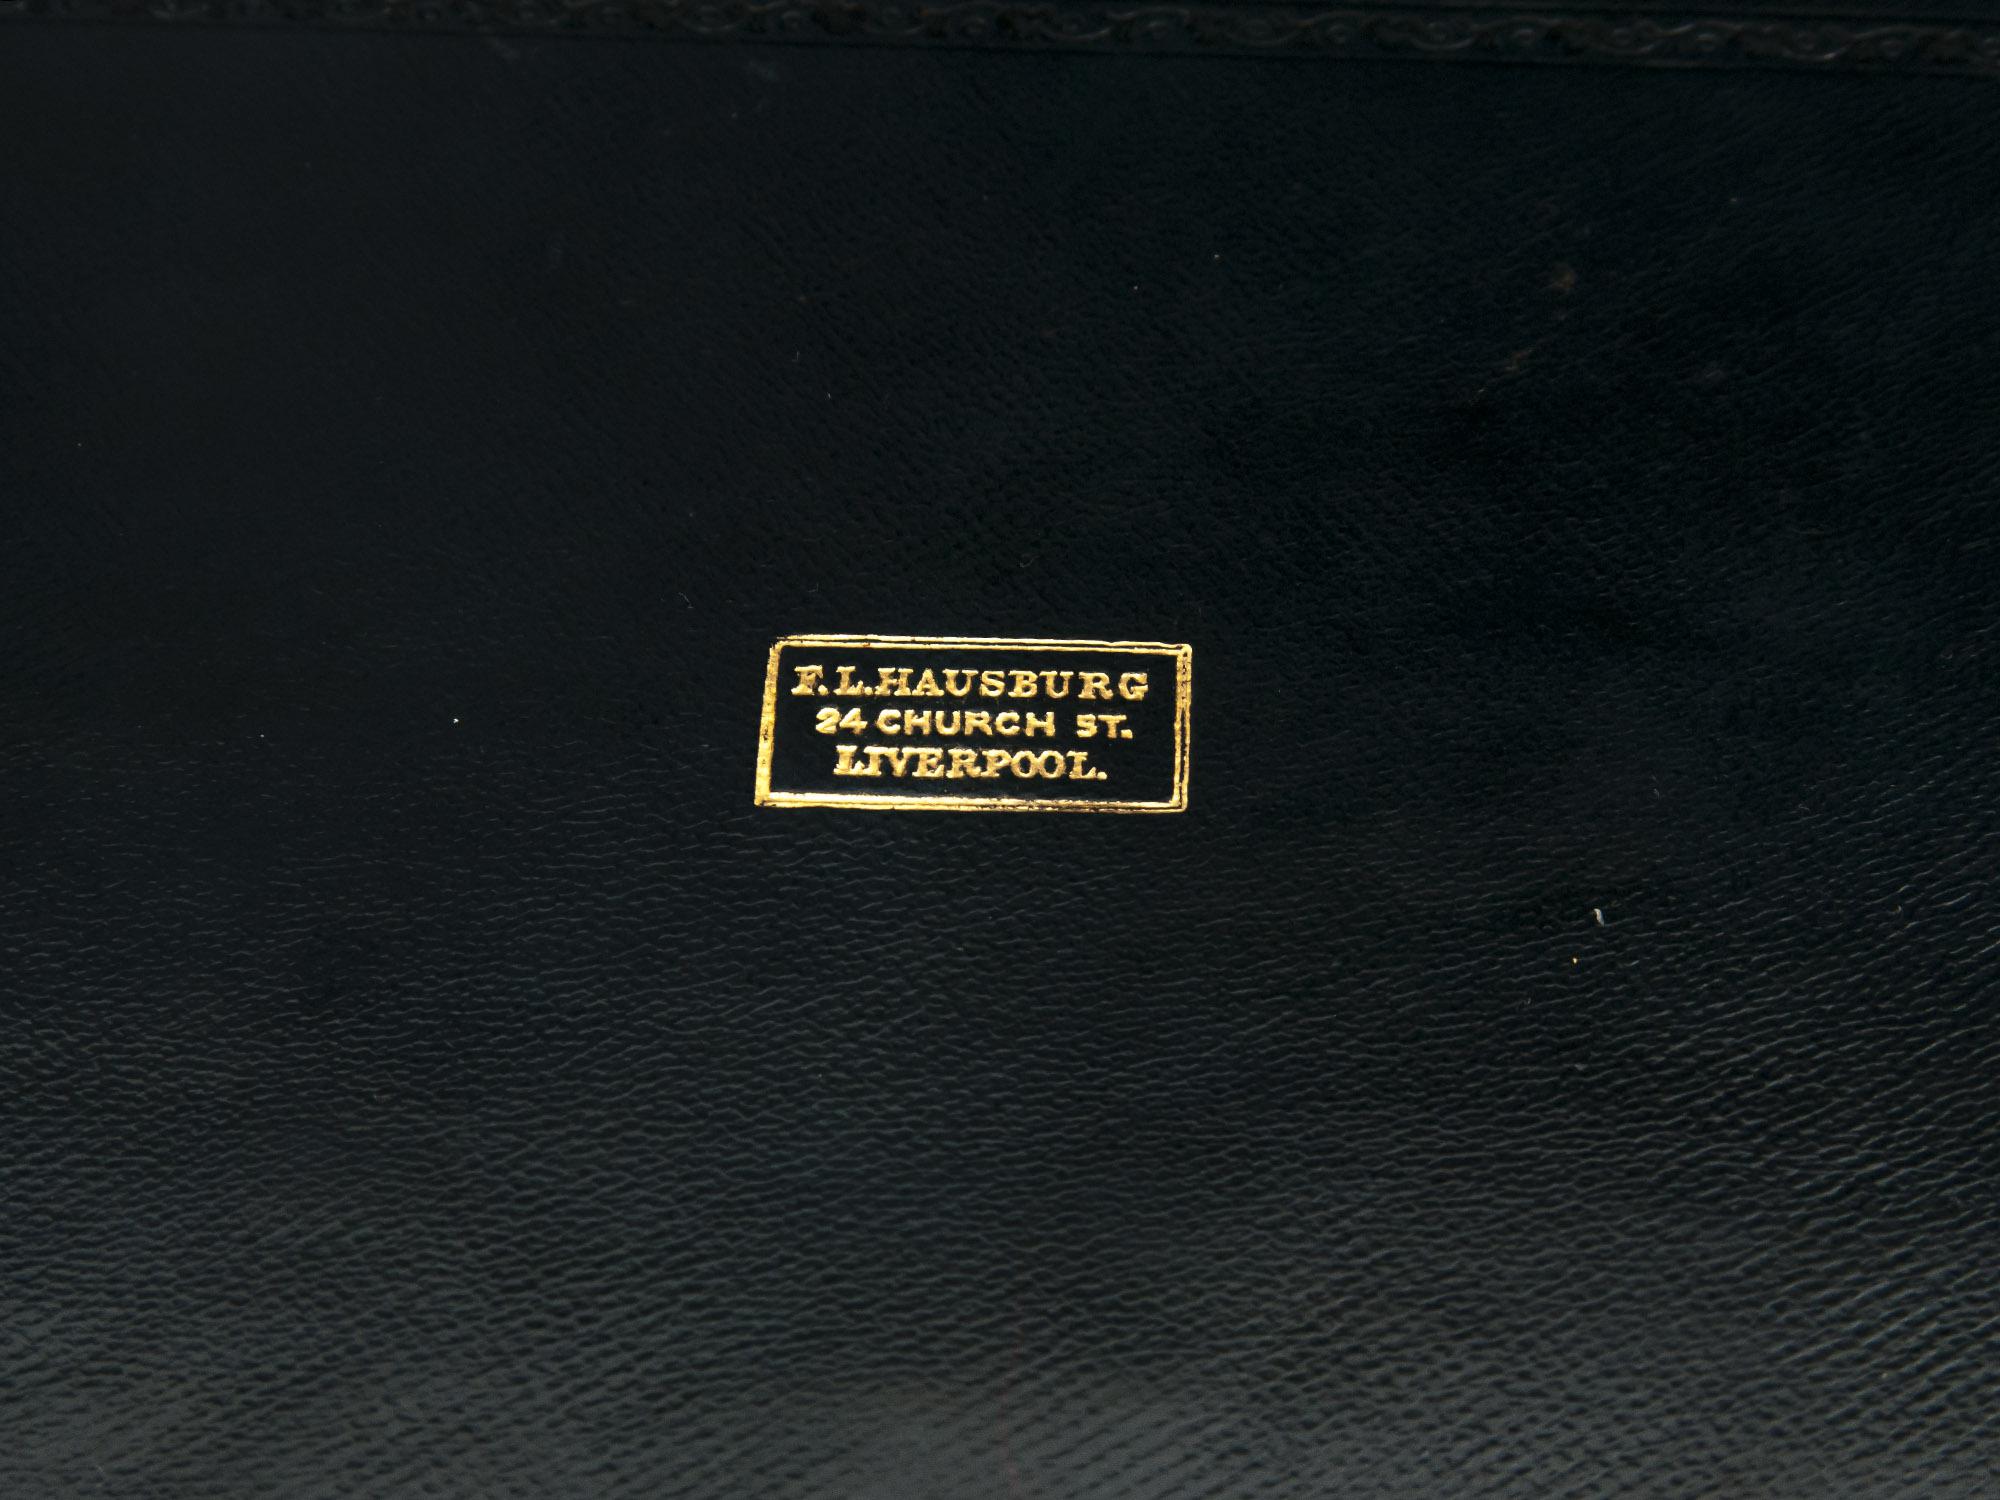 F. L. HAUSBURG
24 CHURCH ST.
LIVERPOOL.